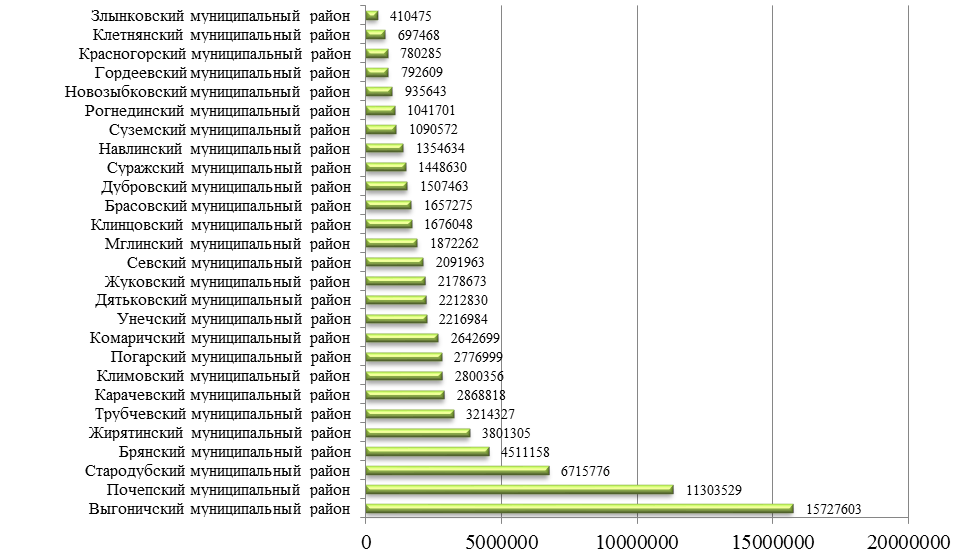 Злынковский муниципальный район 410475
Клетнянский муниципальный район 697468
Красногорский муниципальный район 780285
Гордеевский муниципальный район 792609
Новозыбковский муниципальный район 935643
Рогнединский муниципальный район 1041701
Суземский муниципальный район 1090572
Навлинский муниципальный район 1354634
Суражский муниципальный район 1448630
Дубровский муниципальный район 1507463
Брасовский муниципальный район 1657275
Клинцовский муниципальный район 1676048
Мглинский муниципальный район 1872262
Севский муниципальный район 2091963
Жуковский муниципальный район 2178673
Дятьковский муниципальный район 2212830
Унечский муниципальный район 2216984
Комаричский муниципальный район 2642699
Погарский муниципальный район 2776999
Климовский муниципальный район 2800356
Карачевский муниципальный район 2868818
Трубчевский муниципальный район 3214327
Жирятинский муниципальный район 3801305
Брянский муниципальный район 4511158
Стародубский муниципальный район 6715776
Почепский муниципальный район 11303529
Выгоничский муниципальный район 15727603
0 5000000 10000000 15000000 20000000